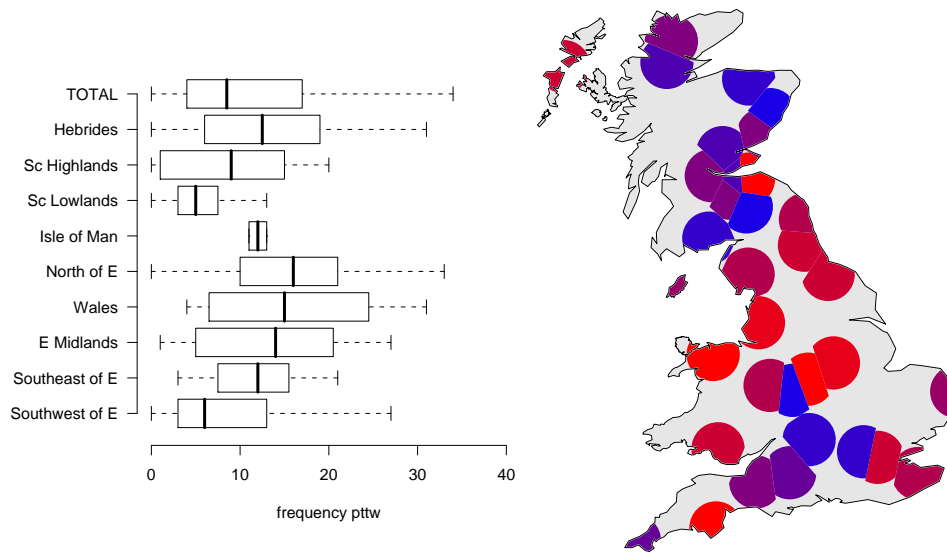 TOTAL
Hebrides
Sc Highlands
Sc Lowlands
Isle of Man
North of E
Wales
E Midlands
Southeast of E
Southwest of E
0 10 20 30 40
frequency pttw